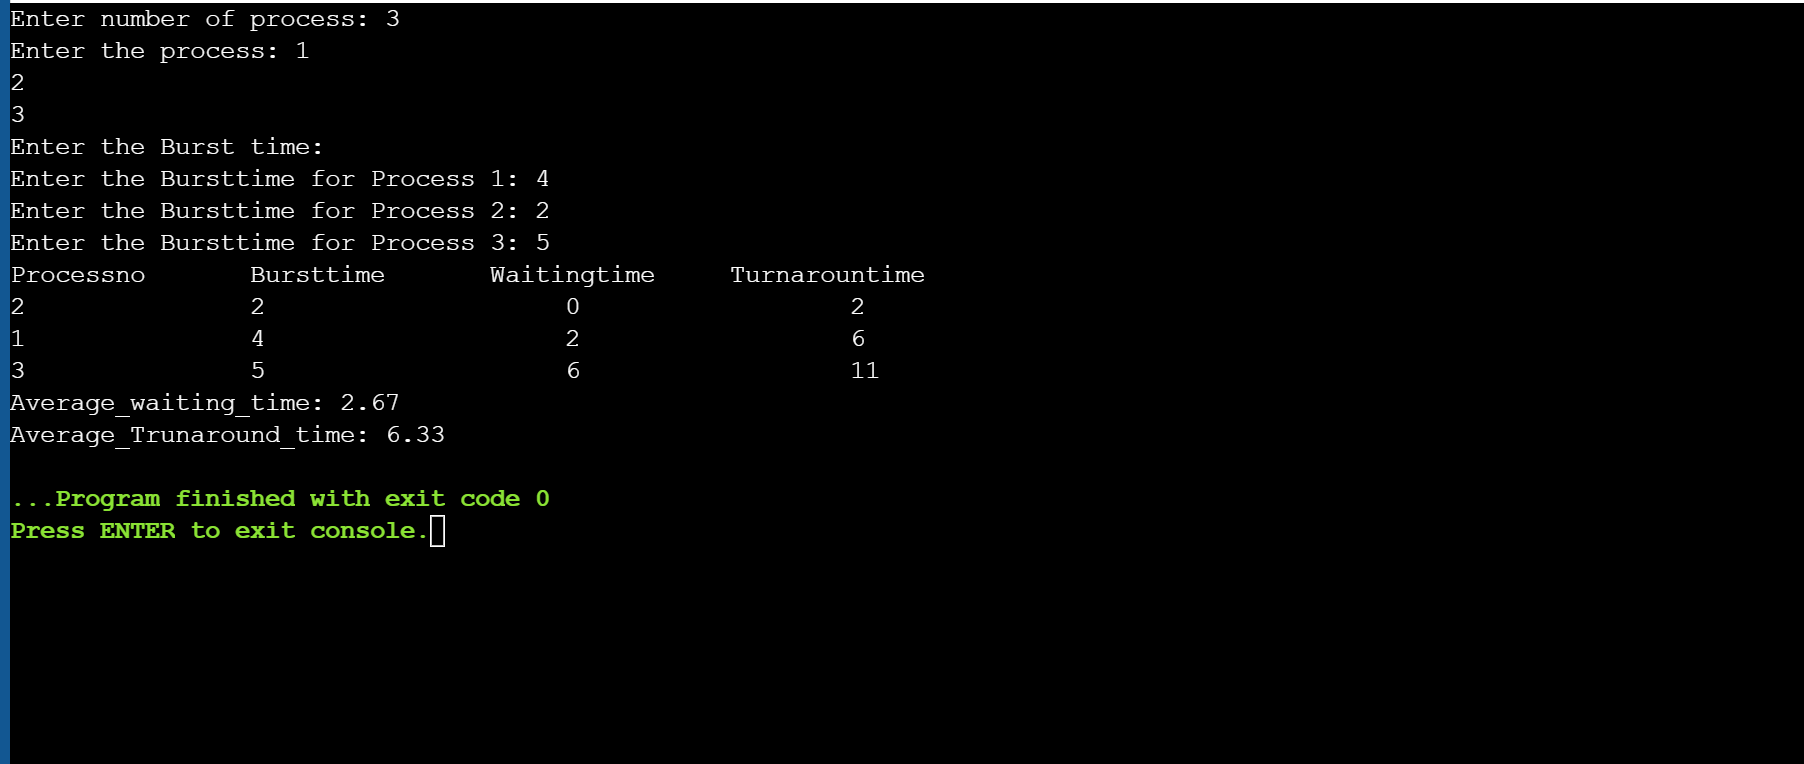 Enter number of process: 3
Enter the process: 1
2
3
Enter the Burst time:
Enter the Bursttime for Process 1: 4
Enter the Bursttime for Process 2: 2
Enter the Bursttime for Process 3: 5
Processno Bursttime Waitingtime Turnarountime
2 2 0 2
1 4 2 6
3 5 6 11
Average_waiting_time: 2.67
Average_Trunaround_time: 6.33
...Program finished with exit code 0
Press ENTER to exit console.